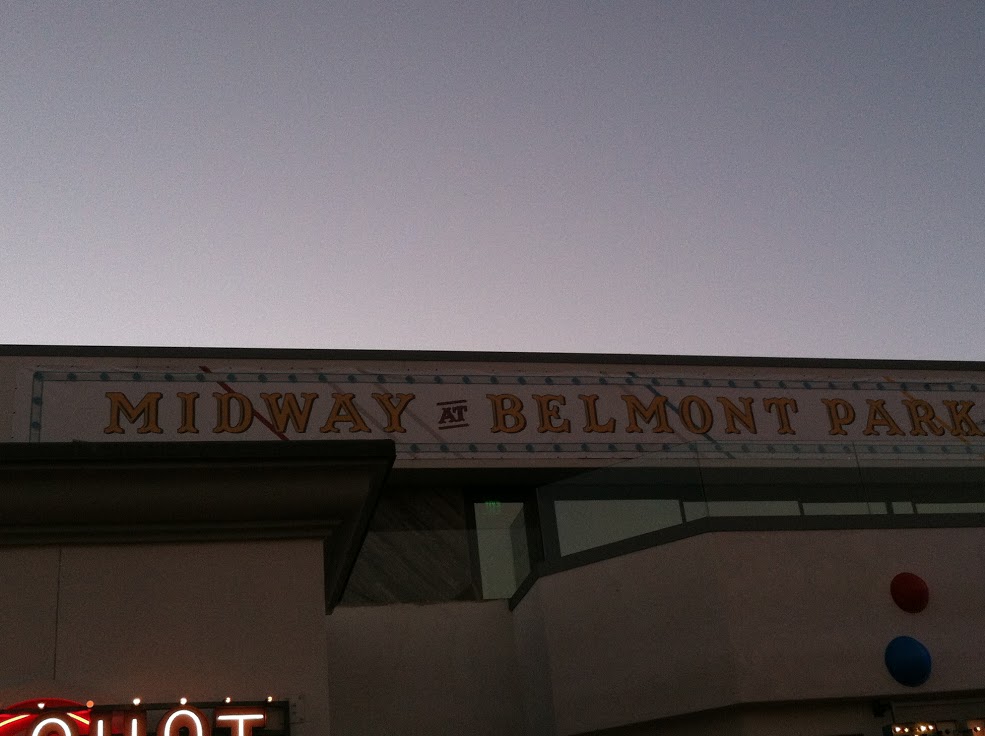 MIDWAY AT BELMONT PARK